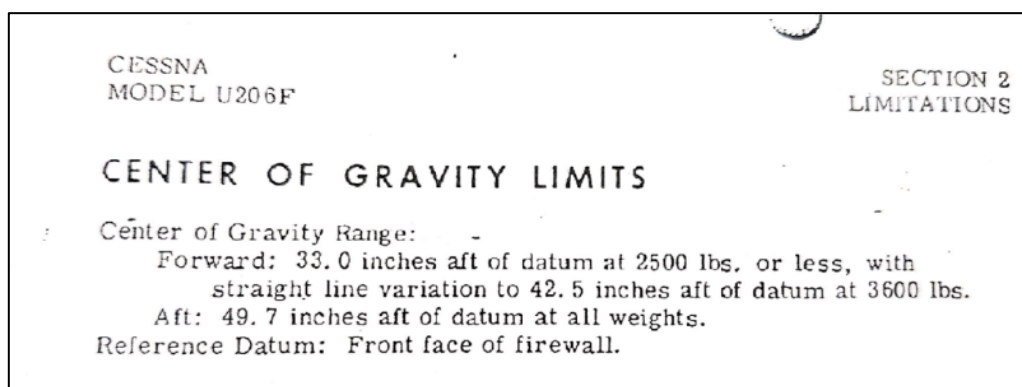 CESSNA
MODEL U206F
SECTION 2
LIMITATIONS
CENTER OF GRAVITY LIMITS
Center of Gravity Range:
Forward: 33.0 inches aft of datum at 2500 lbs. or less, with
straight line variation to 42.5 inches aft of datum at 3600 lbs.
Aft: 49.7 inches aft of datum at all weights.
Reference Datum: Front face of firewall.